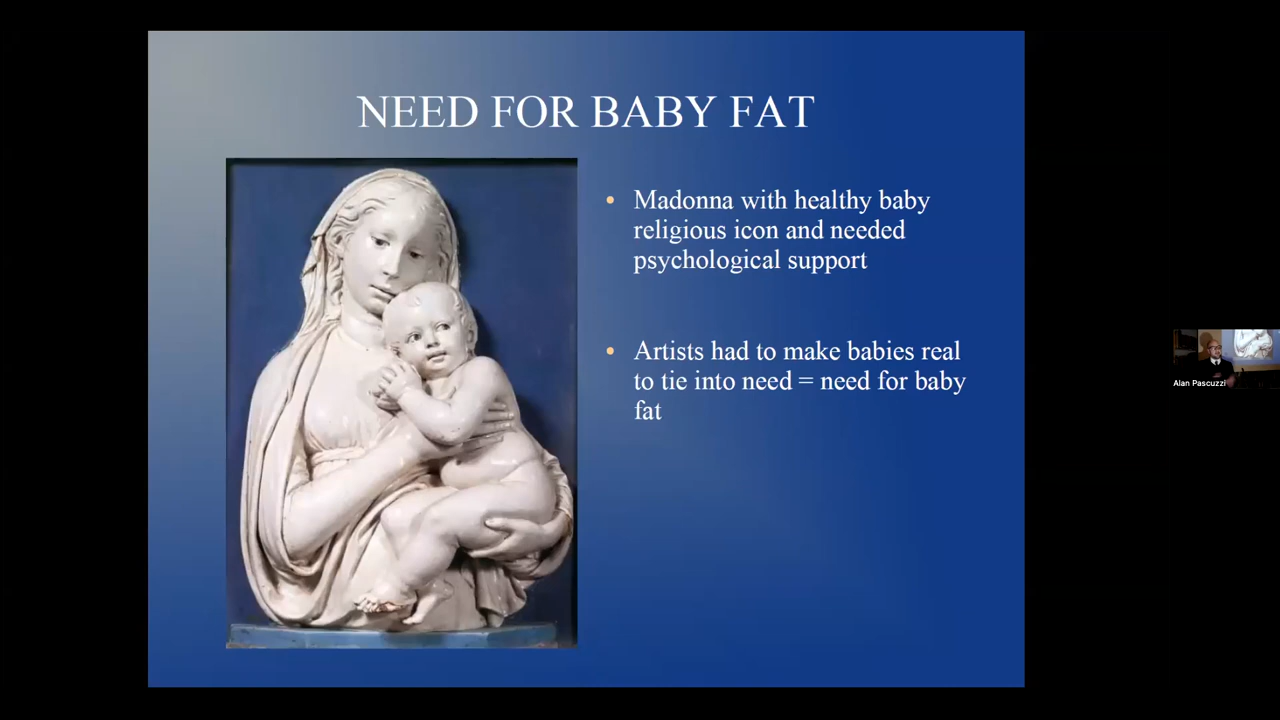 NEED FOR BABY FAT
• Madonna with healthy baby
religious icon and needed
psychological support
• Artists had to make babies real
to tie into need = need for baby
fat
Alan Pascuzzi